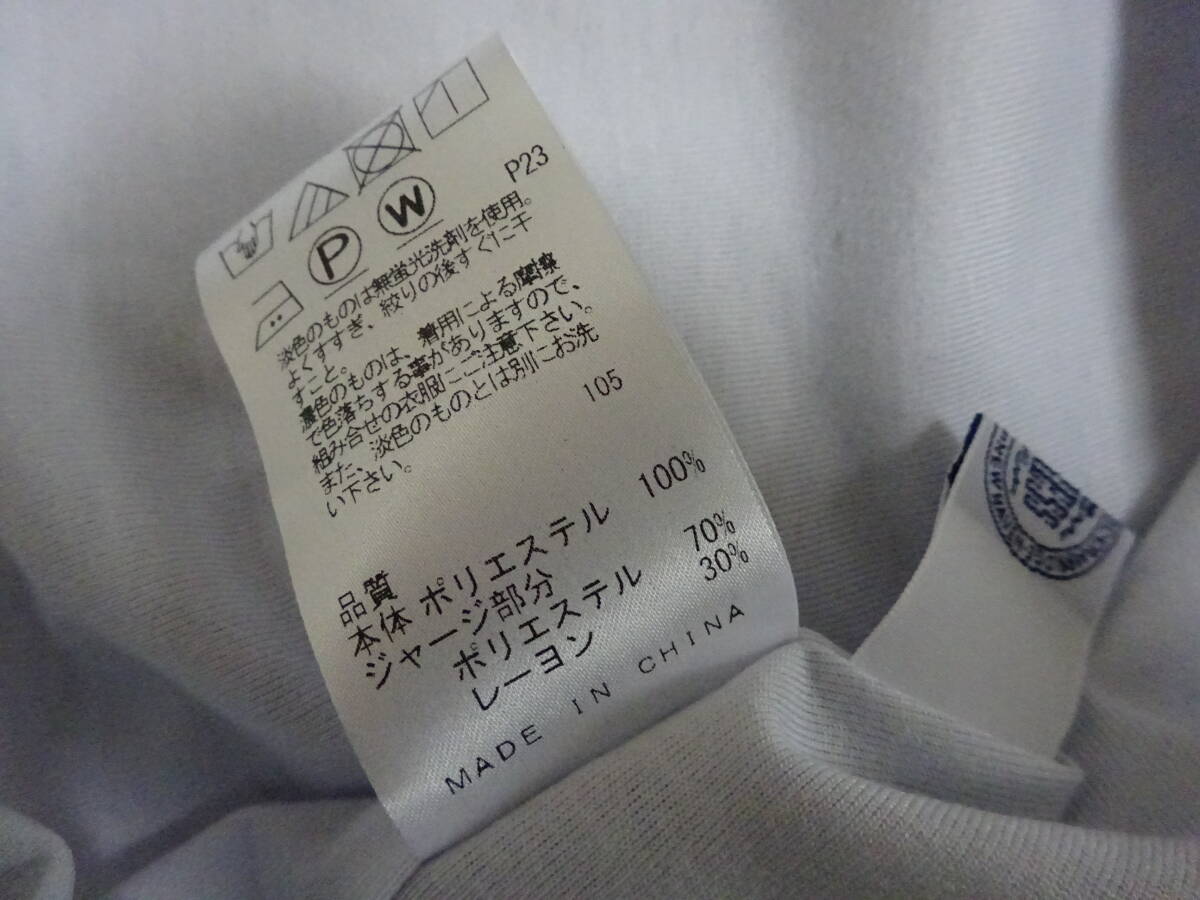 P W
P23
淡色のものは無蛍光洗剤を使用。
よくすすぎ、絞りの後すぐに干
すこと。
濃色のものは、着用による摩擦
で色落ちする事がありますので、
組み合せの衣服にご注意下さい。
また、淡色のものとは別にお洗
い下さい。
105
品質
本体 ポリエステル 100%
ジャージ部分
ポリエステル 70%
レーヨン 30%
MADE IN CHINA